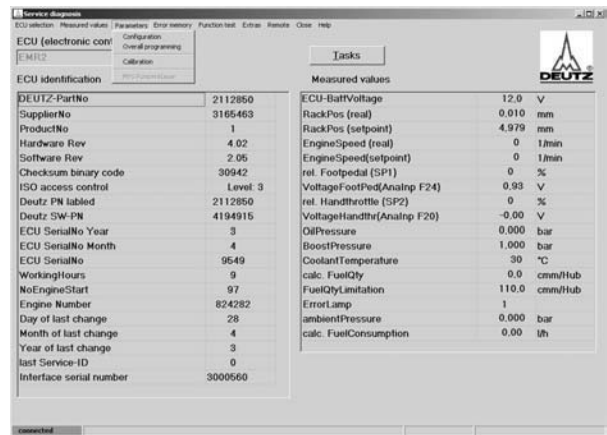 Service diagnosis
ECU selection Measured values Parameters Error memory Function test Extras Remote Close Help
Configuration
Overall programming
Calibration
ECU (electronic cont
EMR2
Tasks
DEUTZ
ECU identification
Measured values
DEUTZ-PartNo 2112850
SupplierNo 3165463
ProductNo 1
Hardware Rev 4.02
Software Rev 2.05
Checksum binary code 30942
ISO access control Level: 3
Deutz PN labled 2112850
Deutz SW-PN 4194915
ECU SerialNo Year 3
ECU SerialNo Month 4
ECU SerialNo 9549
WorkingHours 9
NoEngineStart 97
Engine Number 824282
Day of last change 28
Month of last change 4
Year of last change 3
last Service-ID 0
Interface serial number 3000560
ECU-BattVoltage 12,0 V
RackPos (real) 0,010 mm
RackPos (setpoint) 4,979 mm
EngineSpeed (real) 0 1/min
EngineSpeed(setpoint) 0 1/min
rel. Footpedal (SP1) 0 %
VoltageFootPed(AnaInp F24) 0,93 V
rel. Handthrottle (SP2) 0 %
VoltageHandthr(AnaInp F20) -0,00 V
OilPressure 0,000 bar
BoostPressure 1,000 bar
CoolantTemperature 30 °C
calc. FuelQty 0,0 cmm/Hub
FuelQtyLimitation 110,0 cmm/Hub
ErrorLamp 1
ambientPressure 0,000 bar
calc. FuelConsumption 0,00 l/h
connected